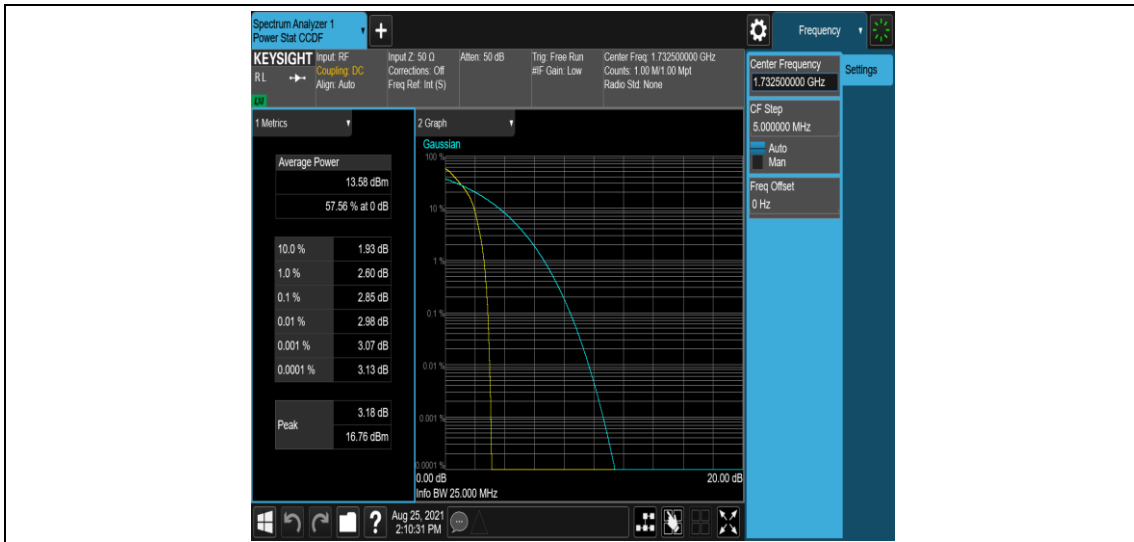 Spectrum Analyzer 1
Power Stat CCDF
Frequency
KEYSIGHT
RL
Input: RF
Coupling: DC
Align: Auto
Input Z: 50 Ω
Corrections: Off
Freq Ref: Int (S)
Atten: 50 dB
Trig: Free Run
#IF Gain: Low
Center Freq: 1.732500000 GHz
Counts: 1.00 M/1.00 Mpt
Radio Std: None
Center Frequency
1.732500000 GHz
Settings
CF Step
5.000000 MHz
Auto
Man
Freq Offset
0 Hz
1 Metrics
Average Power
13.58 dBm
57.56 % at 0 dB
10.0 % 1.93 dB
1.0 % 2.60 dB
0.1 % 2.85 dB
0.01 % 2.98 dB
0.001 % 3.07 dB
0.0001 % 3.13 dB
Peak
3.18 dB
16.76 dBm
2 Graph
Gaussian
100 %
10 %
1 %
0.1 %
0.01 %
0.001 %
0.0001 %
0.00 dB 20.00 dB
Info BW 25.000 MHz
?
Aug 25, 2021
2:10:31 PM